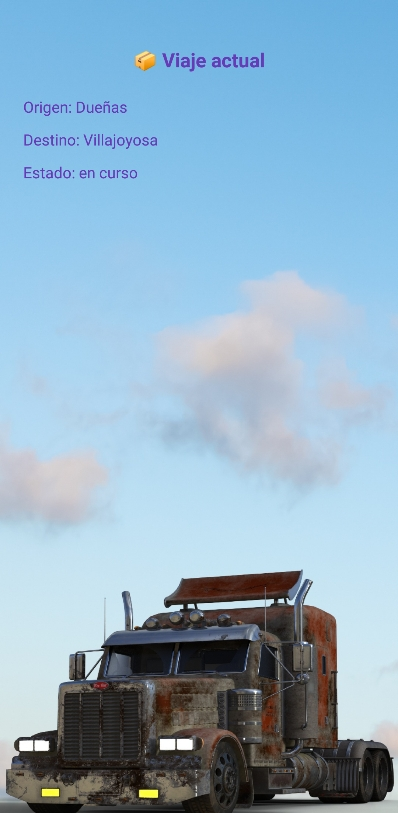 📦 Viaje actual
Origen: Dueñas
Destino: Villajoyosa
Estado: en curso